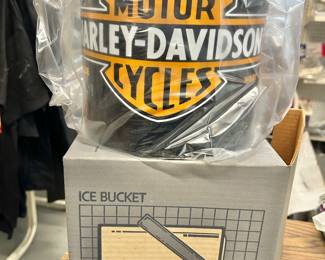 MOTOR
HARLEY-DAVIDSON
CYCLES
ICE BUCKET